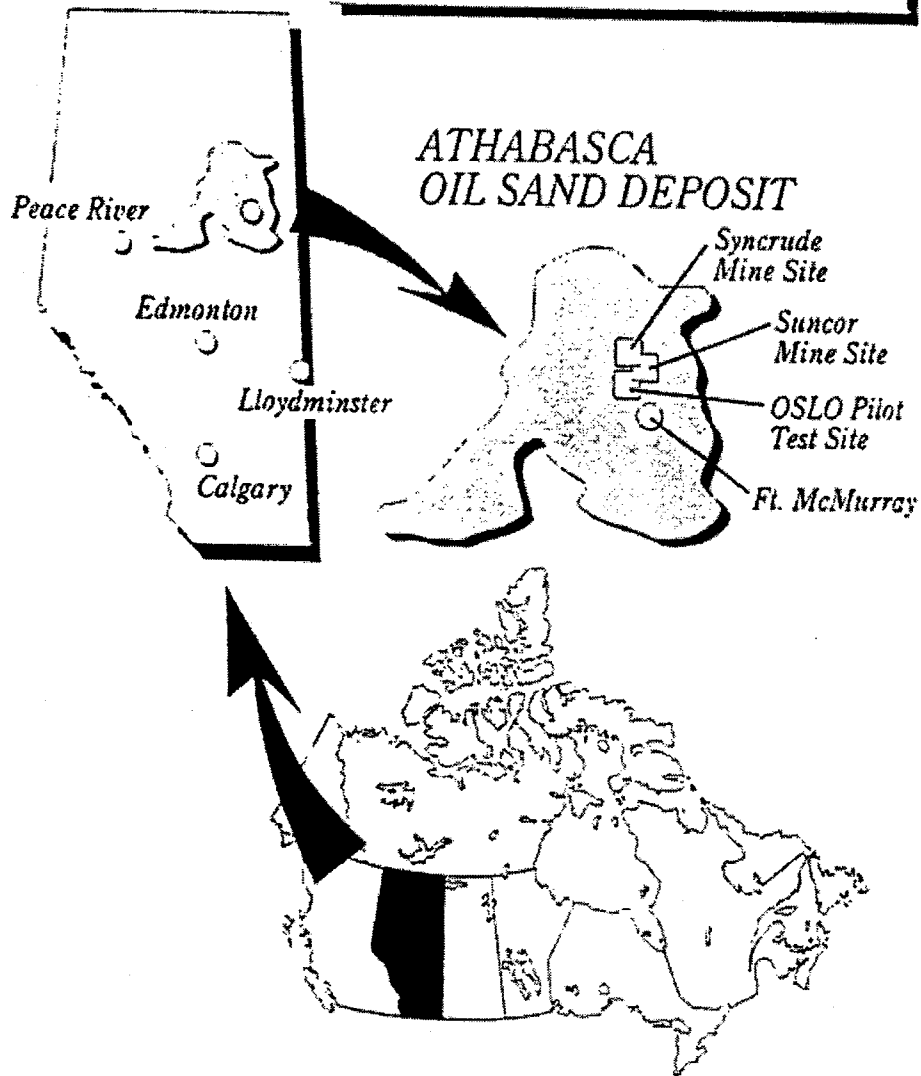 ATHABASCA
OIL SAND DEPOSIT
Peace River
Edmonton
Lloydminster
Calgary
Syncrude
Mine Site
Suncor
Mine Site
OSLO Pilot
Test Site
Ft. McMurray